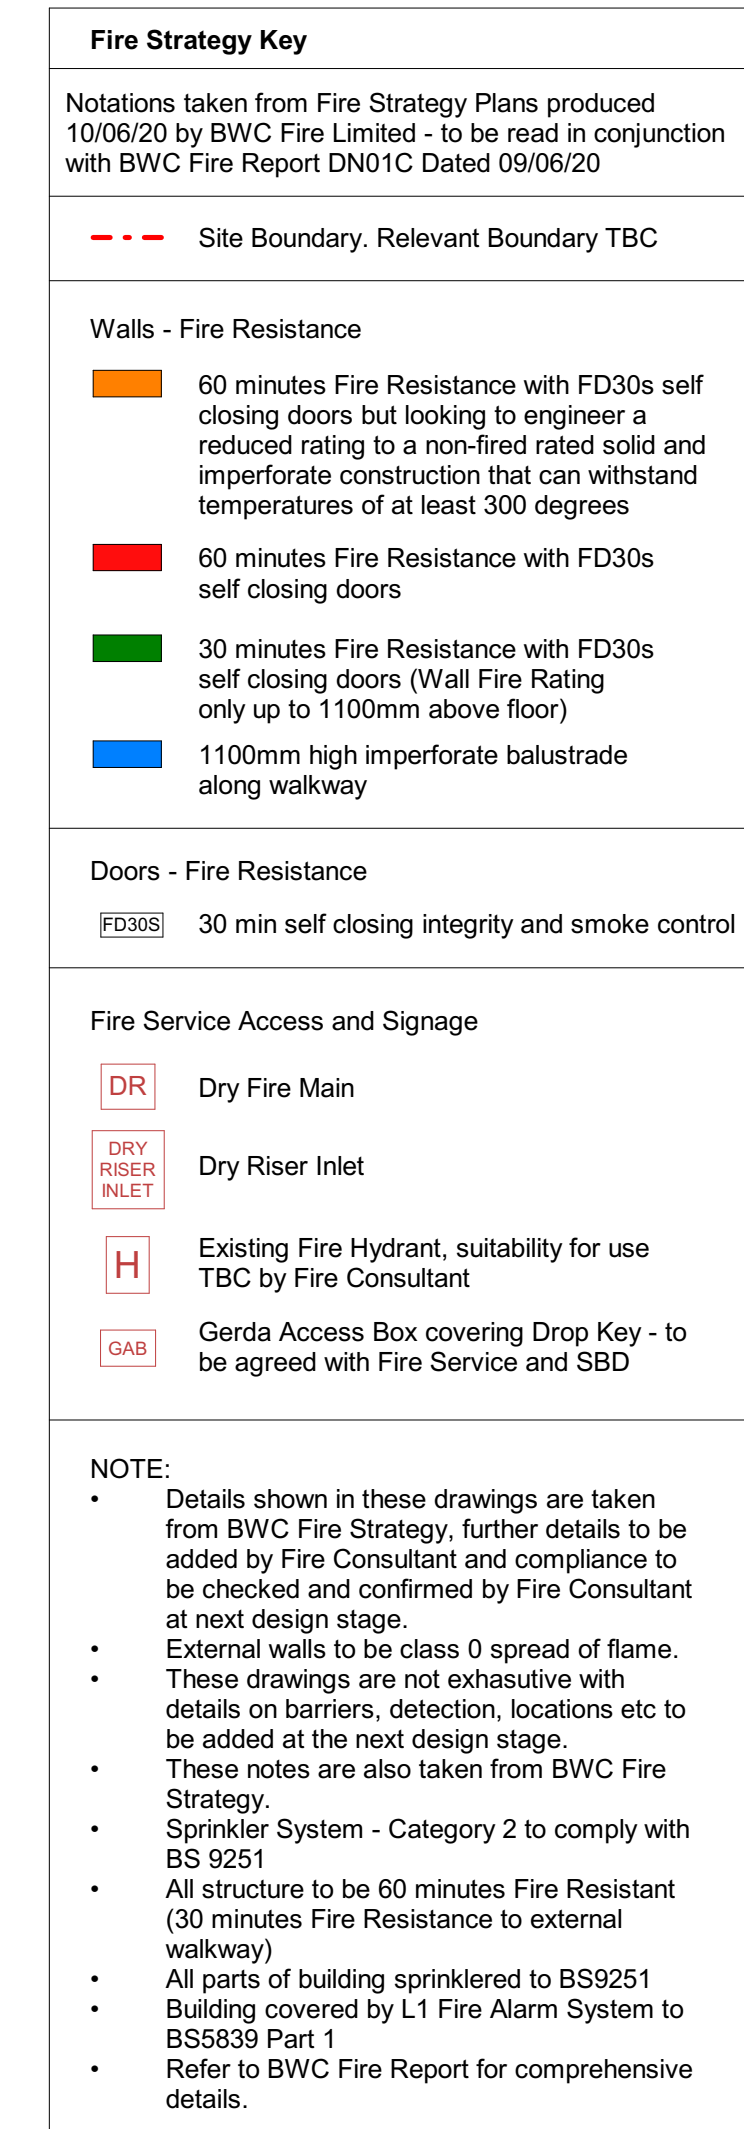 Fire Strategy Key
Notations taken from Fire Strategy Plans produced
10/06/20 by BWC Fire Limited - to be read in conjunction
with BWC Fire Report DN01C Dated 09/06/20
Site Boundary. Relevant Boundary TBC
Walls - Fire Resistance
60 minutes Fire Resistance with FD30s self
closing doors but looking to engineer a
reduced rating to a non-fired rated solid and
imperforate construction that can withstand
temperatures of at least 300 degrees
60 minutes Fire Resistance with FD30s
self closing doors
30 minutes Fire Resistance with FD30s
self closing doors (Wall Fire Rating
only up to 1100mm above floor)
1100mm high imperforate balustrade
along walkway
Doors - Fire Resistance
FD30S 30 min self closing integrity and smoke control
Fire Service Access and Signage
DR Dry Fire Main
DRY
RISER
INLET
Dry Riser Inlet
H
Existing Fire Hydrant, suitability for use
TBC by Fire Consultant
GAB
Gerda Access Box covering Drop Key - to
be agreed with Fire Service and SBD
NOTE:
• Details shown in these drawings are taken
from BWC Fire Strategy, further details to be
added by Fire Consultant and compliance to
be checked and confirmed by Fire Consultant
at next design stage.
• External walls to be class 0 spread of flame.
• These drawings are not exhasutive with
details on barriers, detection, locations etc to
be added at the next design stage.
• These notes are also taken from BWC Fire
Strategy.
• Sprinkler System - Category 2 to comply with
BS 9251
• All structure to be 60 minutes Fire Resistant
(30 minutes Fire Resistance to external
walkway)
• All parts of building sprinklered to BS9251
• Building covered by L1 Fire Alarm System to
BS5839 Part 1
• Refer to BWC Fire Report for comprehensive
details.